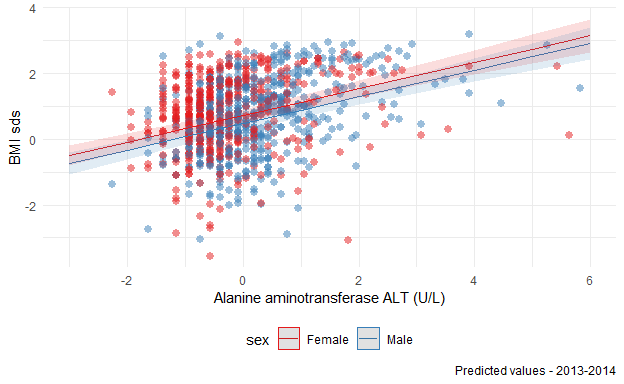 4
2
0
-2
BMI sds
-2 0 2 4 6
Alanine aminotransferase ALT (U/L)
sex Female Male
Predicted values - 2013-2014